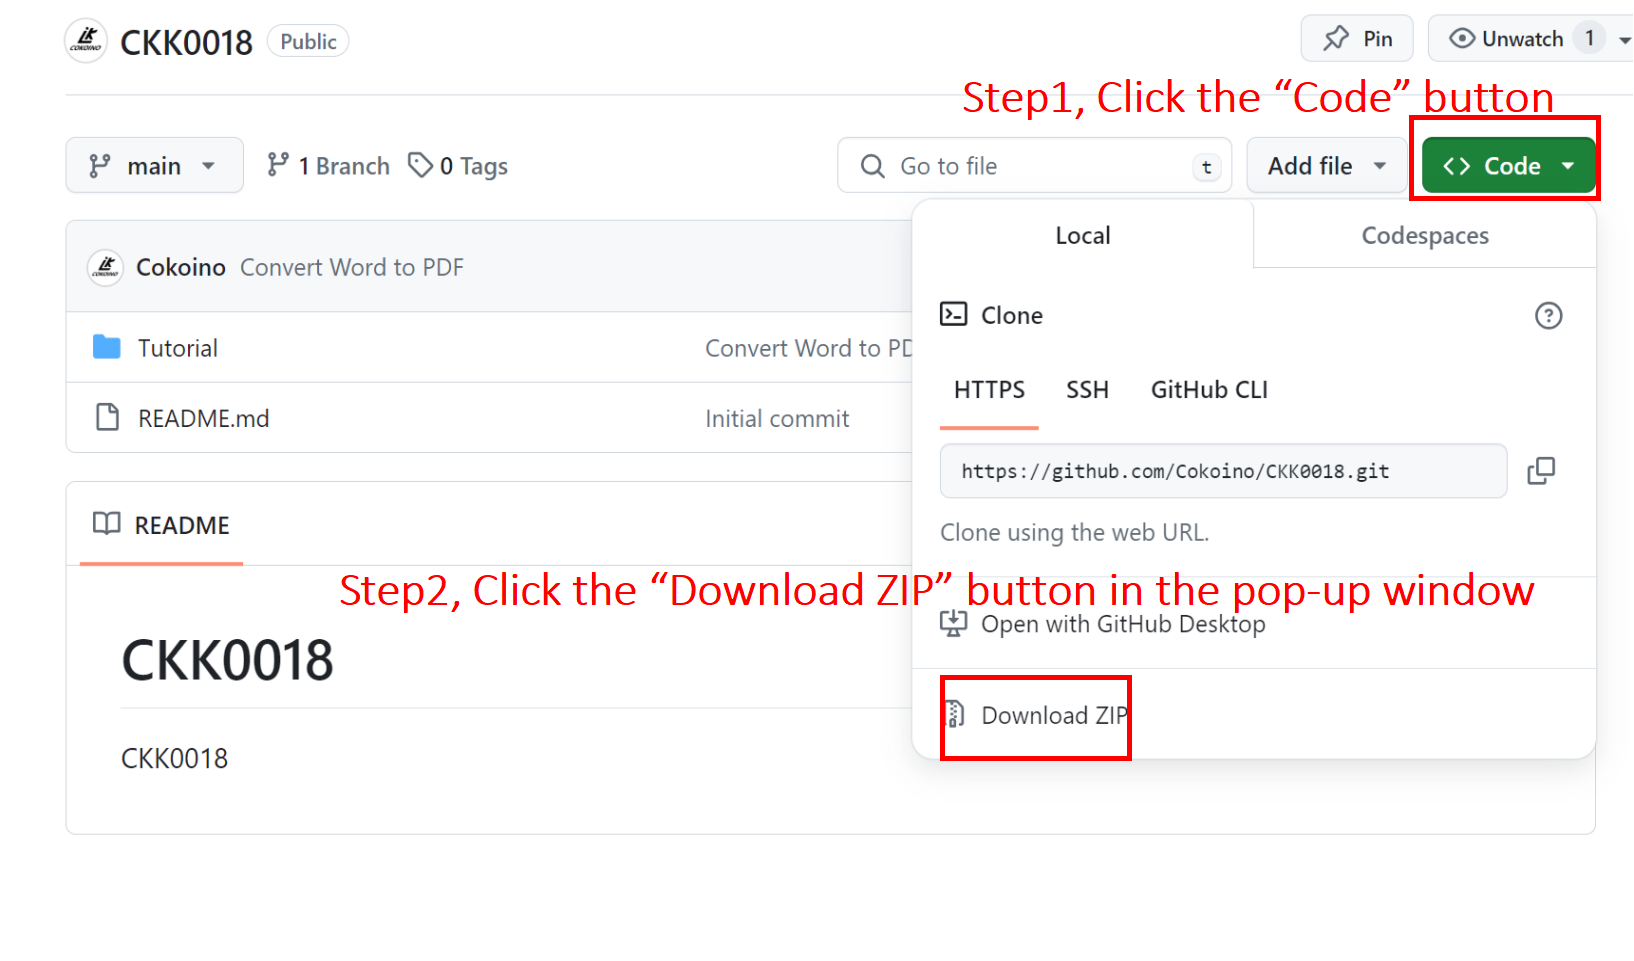 CKK0018 Public
Pin
Unwatch 1
Step1, Click the “Code” button
main
1 Branch
0 Tags
Go to file
t
Add file
<> Code
Local
Codespaces
Cokoino Convert Word to PDF
Clone
Tutorial
Convert Word to PD
HTTPS
SSH
GitHub CLI
README.md
Initial commit
https://github.com/Cokoino/CKK0018.git
Clone using the web URL.
README
Step2, Click the “Download ZIP” button in the pop-up window
Open with GitHub Desktop
CKK0018
Download ZIP
CKK0018